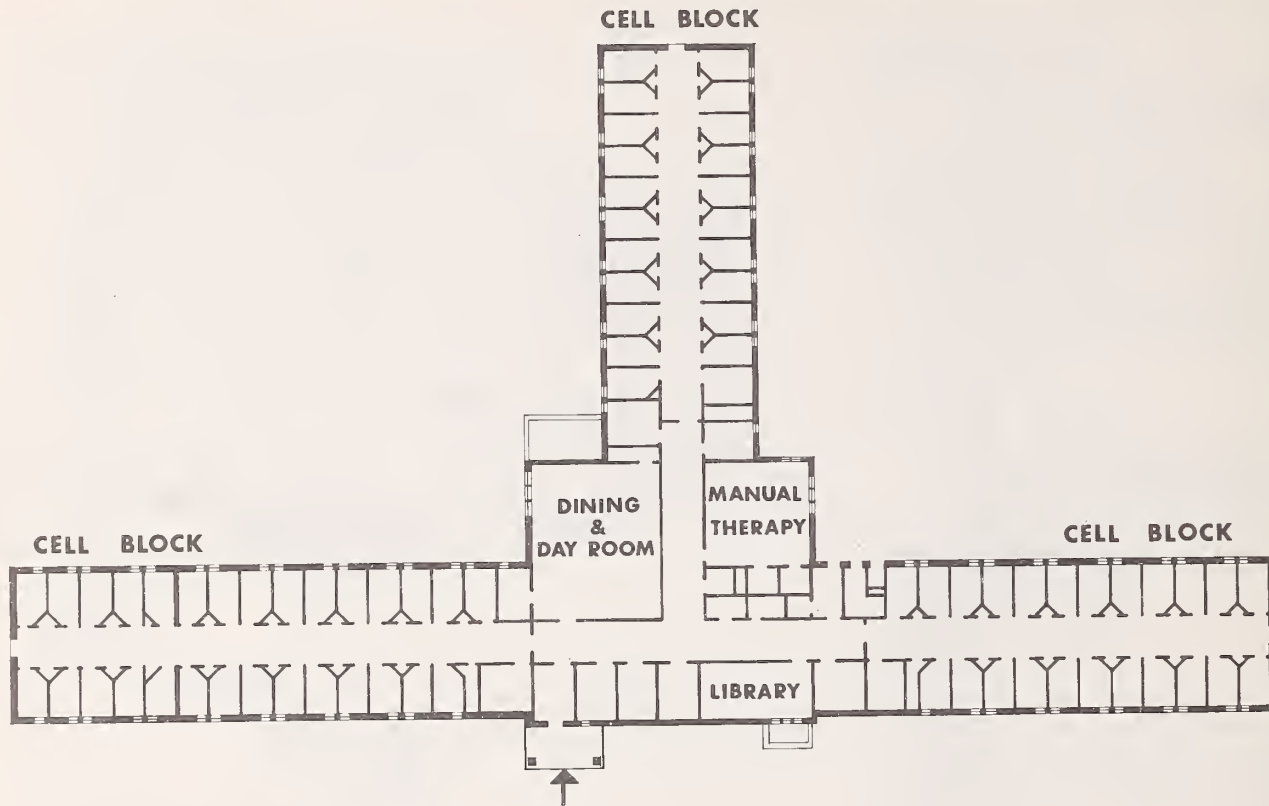 CELL BLOCK
DINING
&
DAY ROOM
MANUAL
THERAPY
CELL BLOCK
CELL BLOCK
LIBRARY